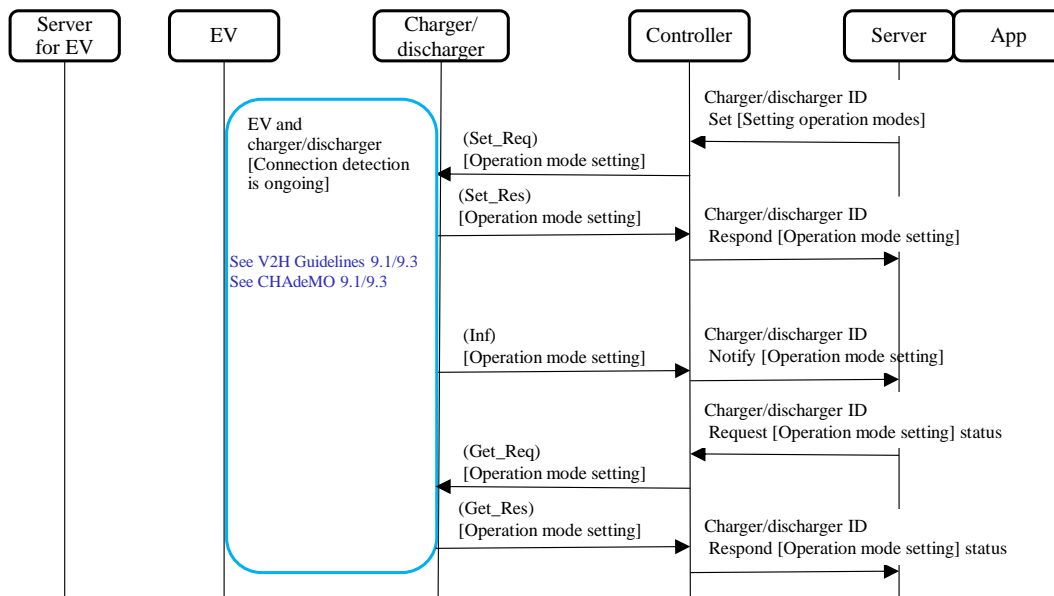 Server
for EV
EV
Charger/
discharger
Controller
Server
App
Charger/discharger ID
Set [Setting operation modes]
EV and
charger/discharger
[Connection detection
is ongoing]
(Set_Req)
[Operation mode setting]
(Set_Res)
[Operation mode setting]
Charger/discharger ID
Respond [Operation mode setting]
See V2H Guidelines 9.1/9.3
See CHAdeMO 9.1/9.3
(Inf)
[Operation mode setting]
Charger/discharger ID
Notify [Operation mode setting]
Charger/discharger ID
Request [Operation mode setting] status
(Get_Req)
[Operation mode setting]
(Get_Res)
[Operation mode setting]
Charger/discharger ID
Respond [Operation mode setting] status